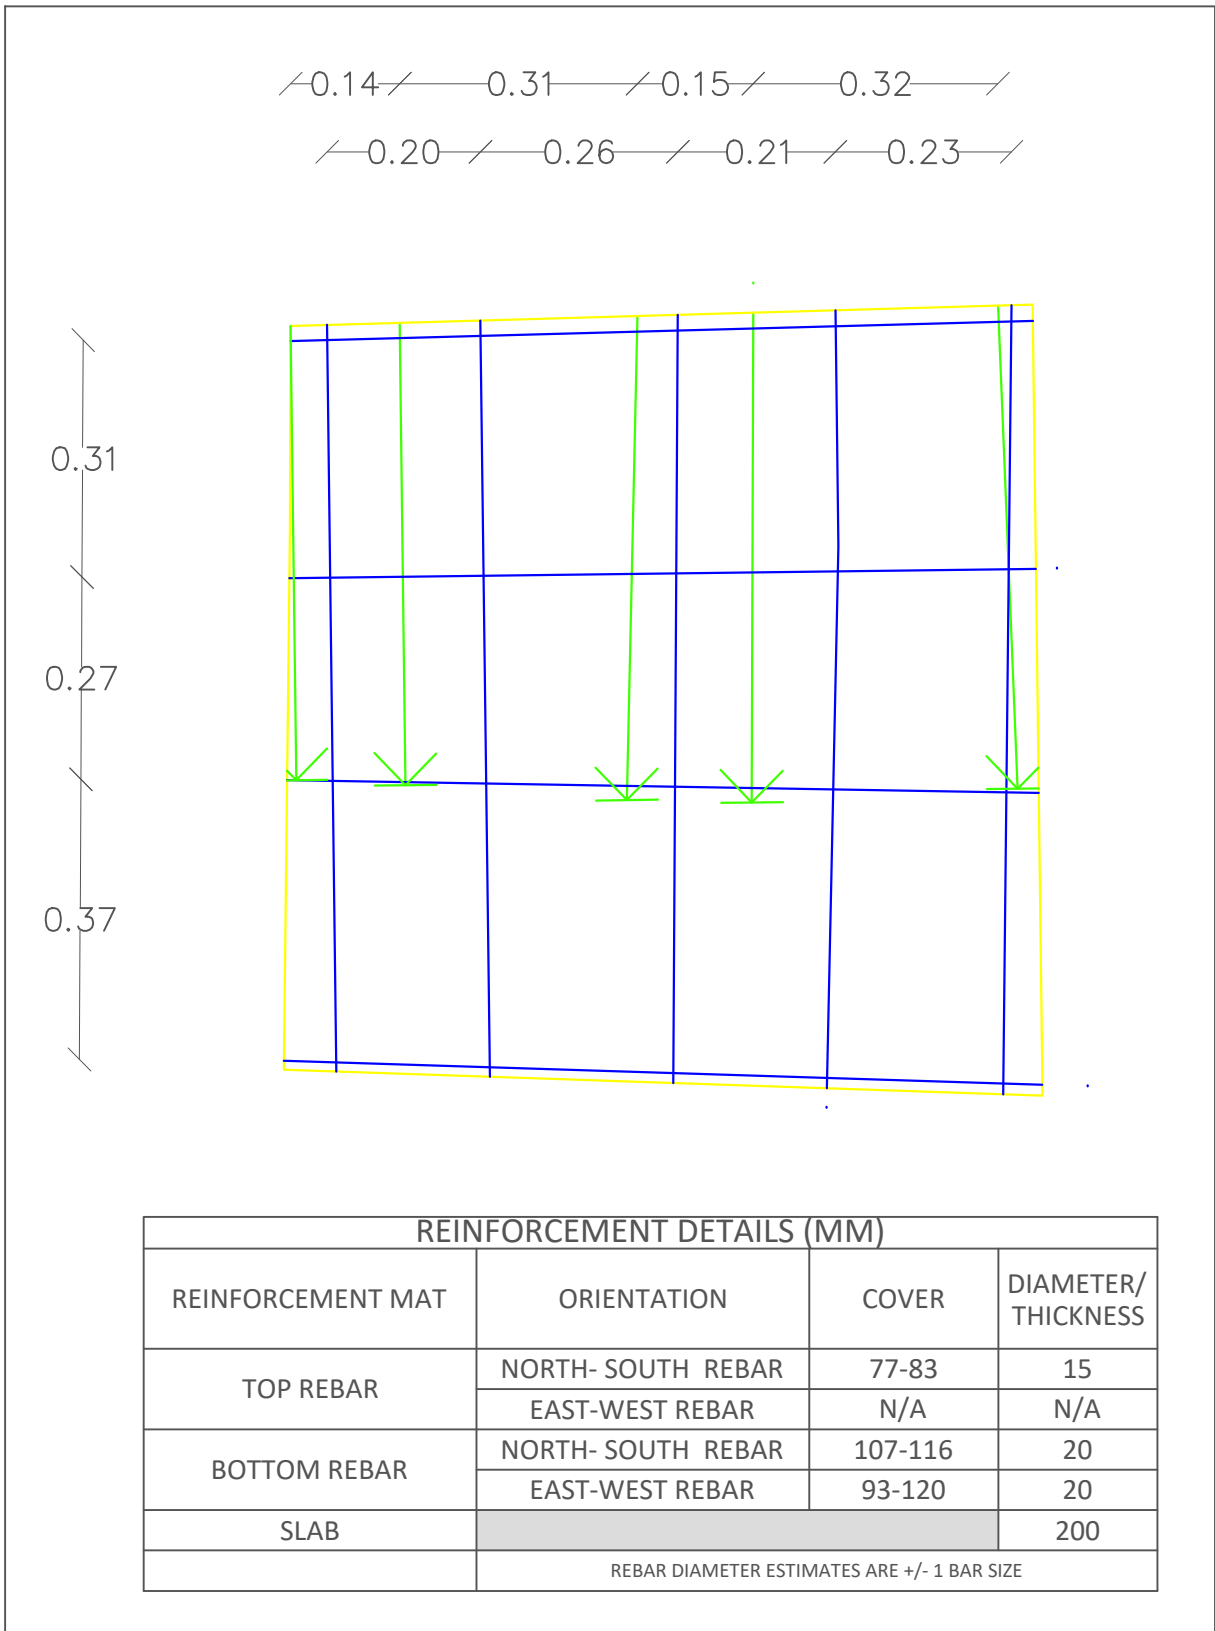 0.14 0.31 0.15 0.32
0.20 0.26 0.21 0.23
0.31
0.27
0.37
REINFORCEMENT DETAILS (MM)
REINFORCEMENT MAT ORIENTATION COVER DIAMETER/
THICKNESS
TOP REBAR NORTH- SOUTH REBAR 77-83 15
EAST-WEST REBAR N/A N/A
BOTTOM REBAR NORTH- SOUTH REBAR 107-116 20
EAST-WEST REBAR 93-120 20
SLAB 200
REBAR DIAMETER ESTIMATES ARE +/- 1 BAR SIZE